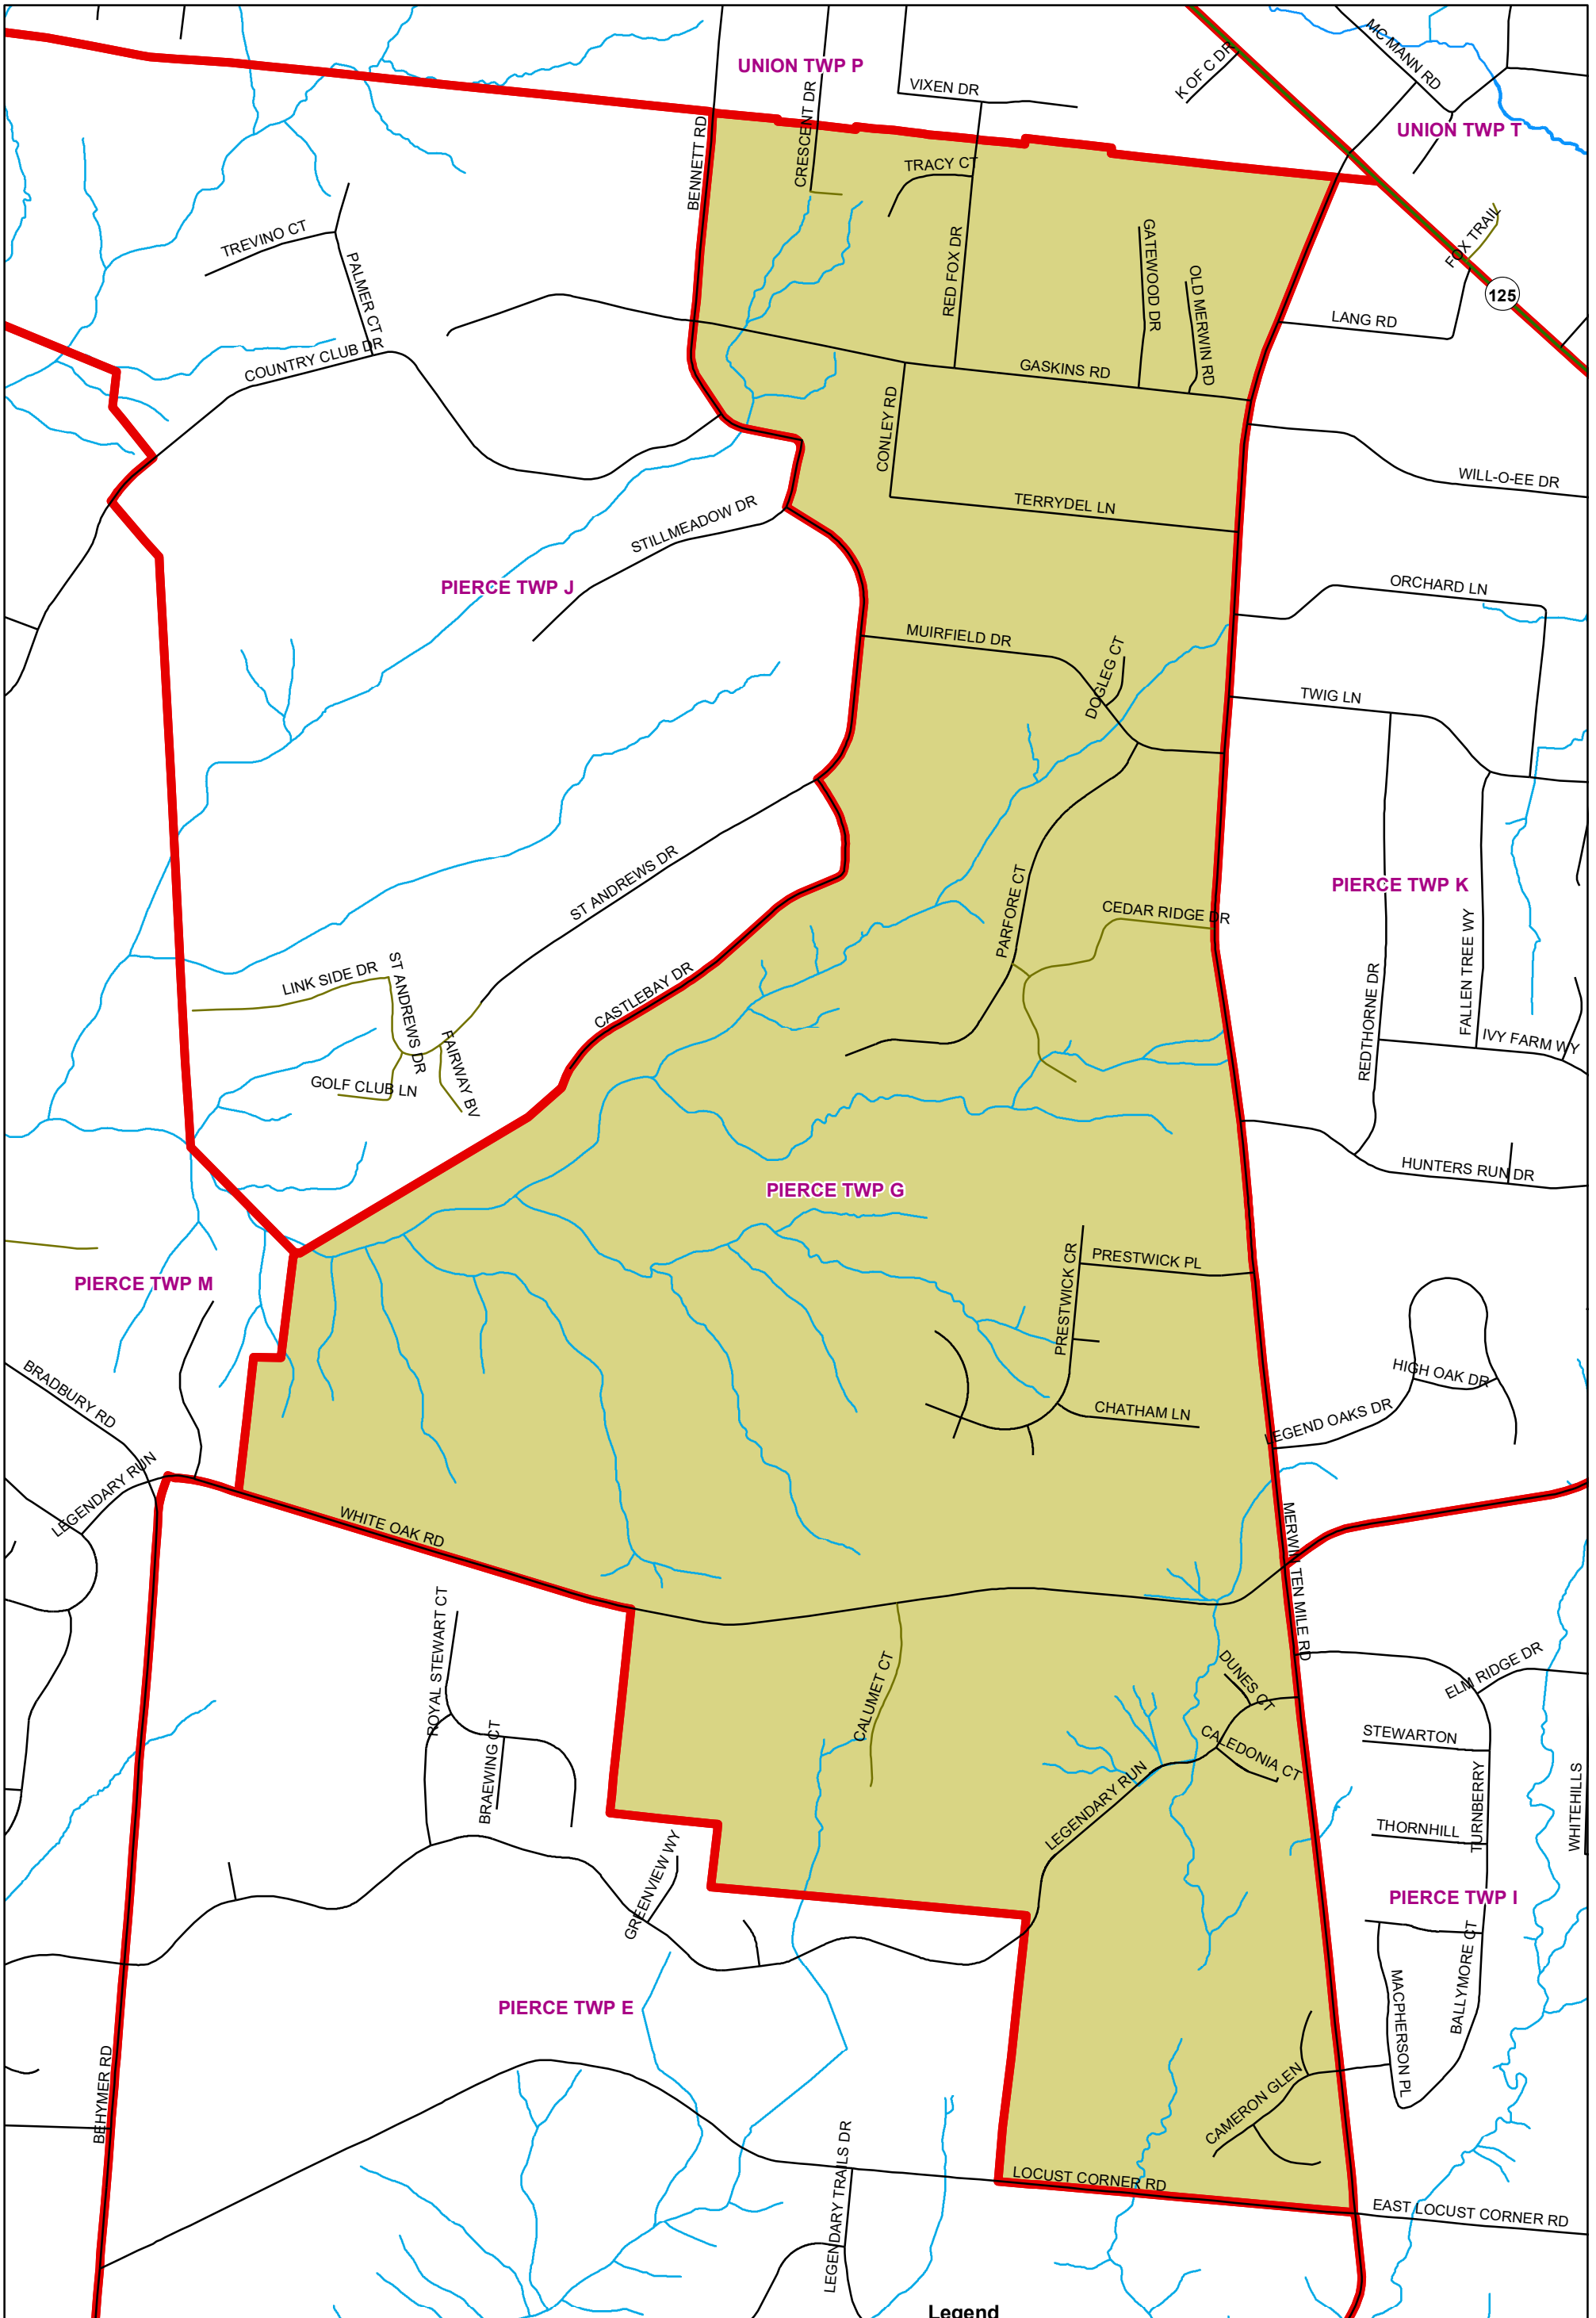 UNION TWP P
VIXEN DR
K OF C DR
MC MANN RD
UNION TWP T
BENNETT RD
CRESCENT DR
TRACY CT
FOX TRAIL
TREVINO CT
PALMER CT
RED FOX DR
GATEWOOD DR
OLD MERWIN RD
125
LANG RD
COUNTRY CLUB DR
GASKINS RD
CONLEY RD
WILL-O-EE DR
TERRYDEL LN
STILLMEADOW DR
PIERCE TWP J
ORCHARD LN
MUIRFIELD DR
DOGLEG CT
TWIG LN
ST ANDREWS DR
PARFORE CT
PIERCE TWP K
CEDAR RIDGE DR
LINK SIDE DR
ST ANDREWS DR
CASTLEBAY DR
REDTHORNE DR
FALLEN TREE WY
IVY FARM WY
FAIRWAY BV
GOLF CLUB LN
HUNTERS RUN DR
PIERCE TWP G
PIERCE TWP M
PRESTWICK CR
PRESTWICK PL
BRADBURY RD
HIGH OAK DR
CHATHAM LN
LEGEND OAKS DR
LEGENDARY RUN
WHITE OAK RD
MERWIN TEN MILE RD
ROYAL STEWART CT
CALUMET CT
DUNES CT
ELM RIDGE DR
BRAEWING CT
CALEDONIA CT
STEWARTON
LEGENDARY RUN
TURNBERRY
WHITEHILLS
THORNHILL
GREENVIEW WY
PIERCE TWP I
PIERCE TWP E
MACPHERSON PL
BALLYMORE CT
BEHYMER RD
CAMERON GLEN
LEGENDARY TRAILS DR
LOCUST CORNER RD
EAST LOCUST CORNER RD
Legend